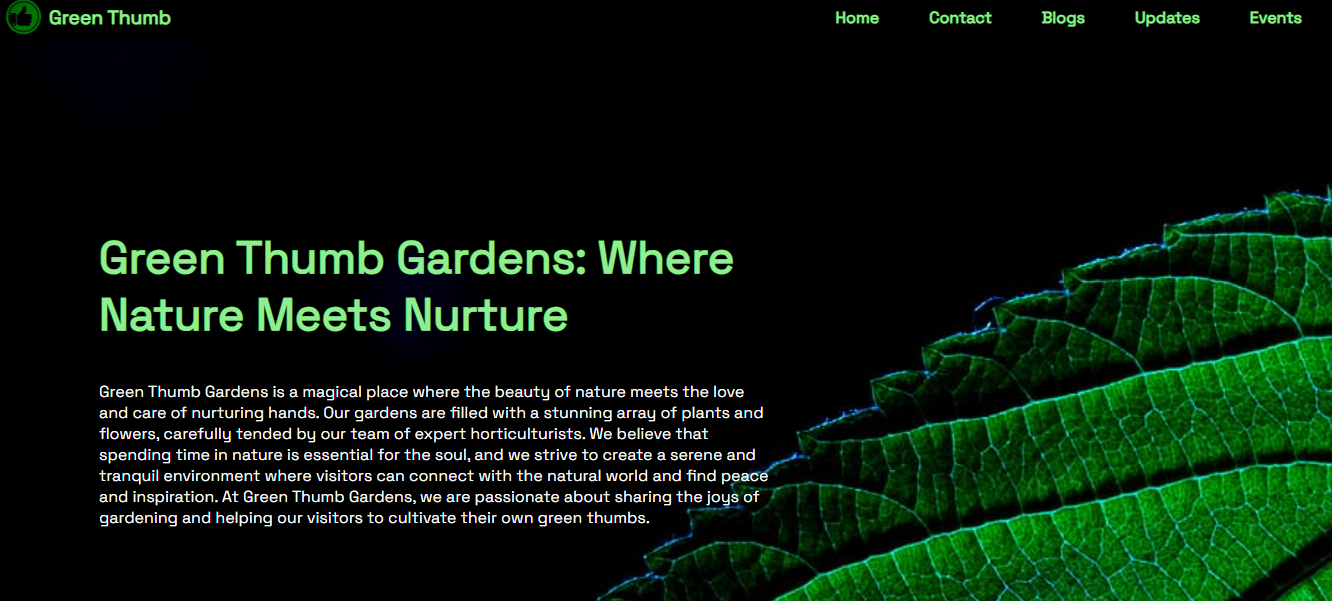 Green Thumb
Home Contact Blogs Updates Events
Green Thumb Gardens: Where
Nature Meets Nurture
Green Thumb Gardens is a magical place where the beauty of nature meets the love
and care of nurturing hands. Our gardens are filled with a stunning array of plants and
flowers, carefully tended by our team of expert horticulturists. We believe that
spending time in nature is essential for the soul, and we strive to create a serene and
tranquil environment where visitors can connect with the natural world and find peace
and inspiration. At Green Thumb Gardens, we are passionate about sharing the joys of
gardening and helping our visitors to cultivate their own green thumbs.